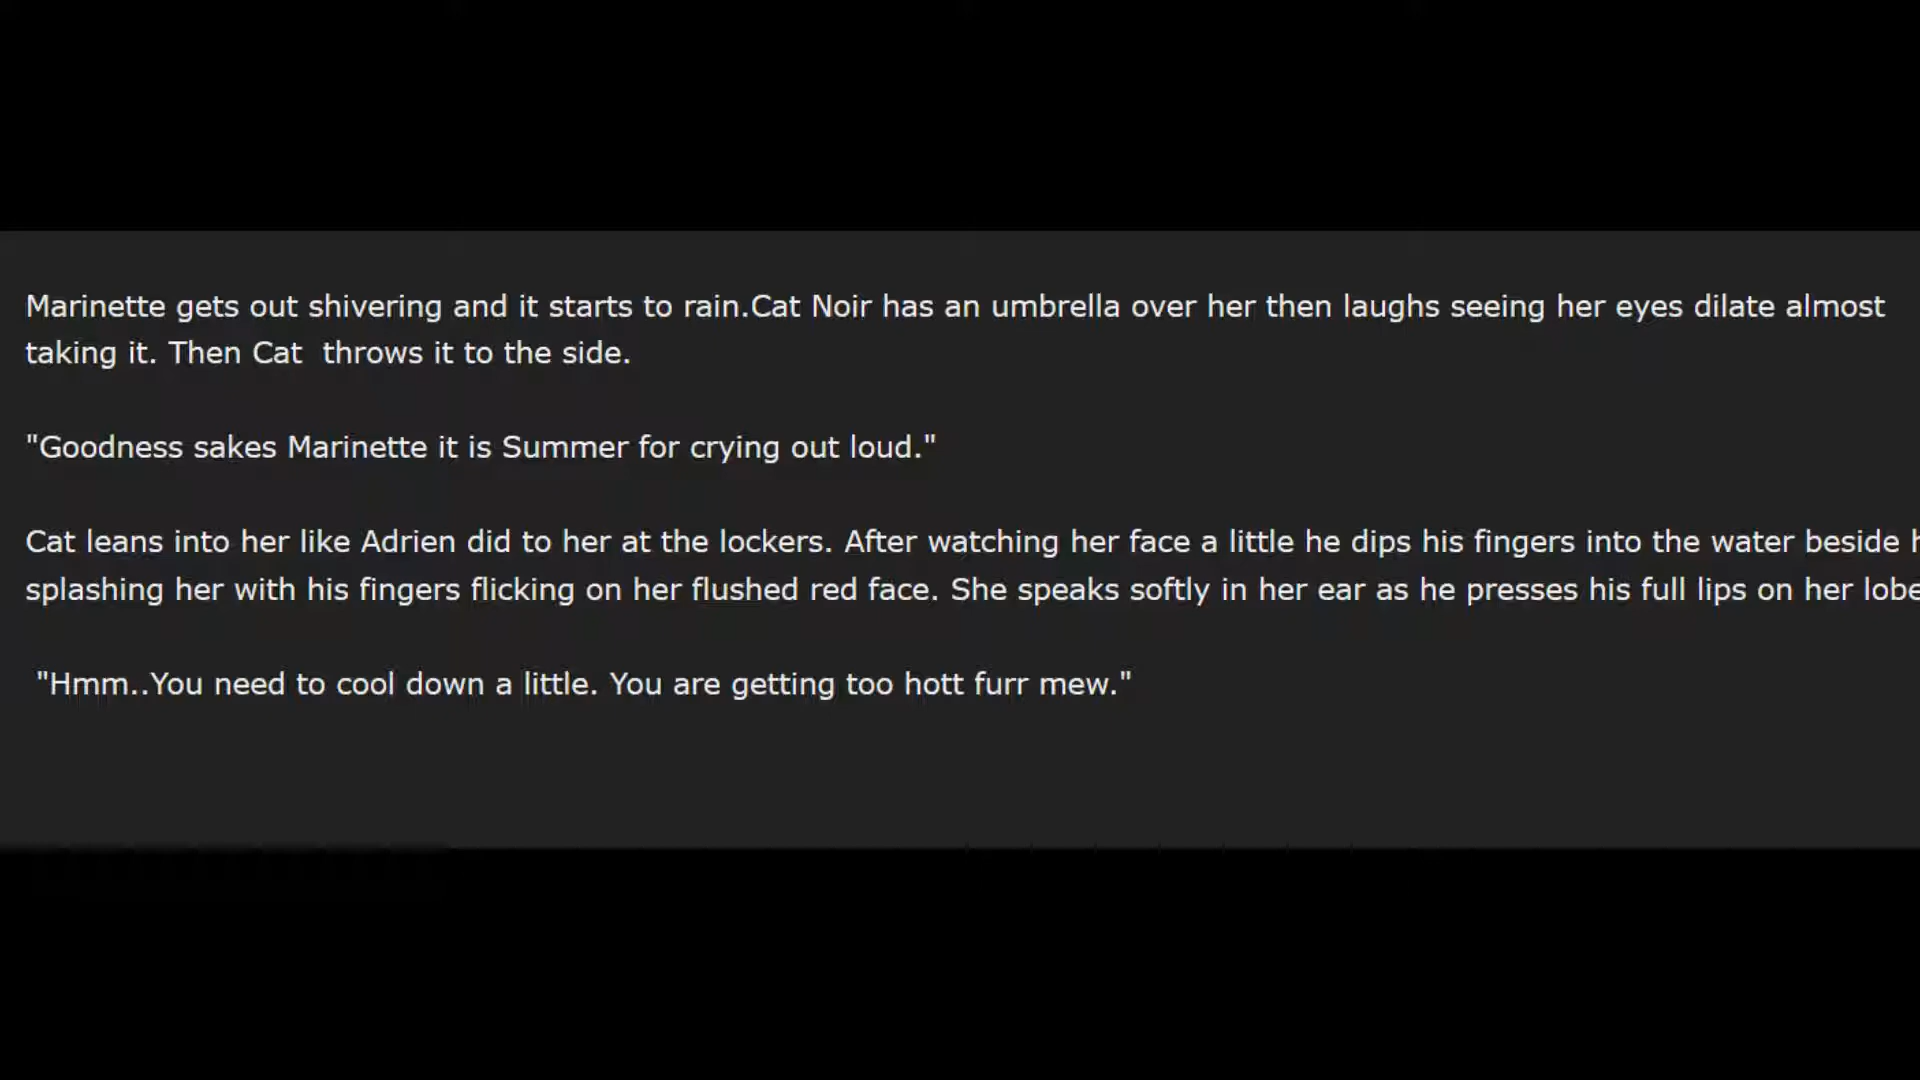 Marinette gets out shivering and it starts to rain.Cat Noir has an umbrella over her then laughs seeing her eyes dilate almost
taking it. Then Cat  throws it to the side.
"Goodness sakes Marinette it is Summer for crying out loud."
Cat leans into her like Adrien did to her at the lockers. After watching her face a little he dips his fingers into the water beside
splashing her with his fingers flicking on her flushed red face. She speaks softly in her ear as he presses his full lips on her lobe
"Hmm..You need to cool down a little. You are getting too hott furr mew."